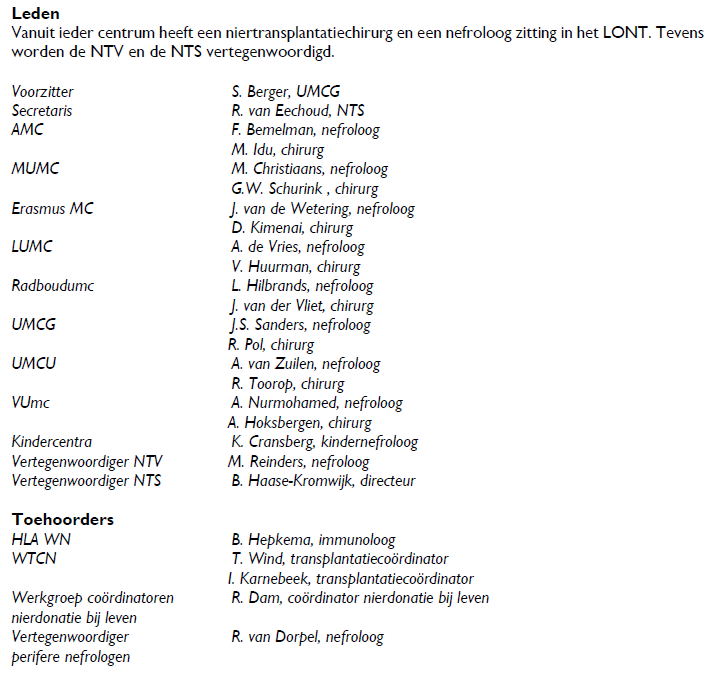 Leden
Vanuit ieder centrum heeft een niertransplantatiechirurg en een nefroloog zitting in het LONT. Tevens
worden de NTV en de NTS vertegenwoordigd.
Voorzitter S. Berger, UMCG
Secretaris R. van Eechoud, NTS
AMC F. Bemelman, nefroloog
M. Idu, chirurg
MUMC M. Christiaans, nefroloog
G.W. Schurink , chirurg
Erasmus MC J. van de Wetering, nefroloog
D. Kimenai, chirurg
LUMC A. de Vries, nefroloog
V. Huurman, chirurg
Radboudumc L. Hilbrands, nefroloog
J. van der Vliet, chirurg
UMCG J.S. Sanders, nefroloog
R. Pol, chirurg
UMCU A. van Zuilen, nefroloog
R. Toorop, chirurg
VUmc A. Nurmohamed, nefroloog
A. Hoksbergen, chirurg
Kindercentra K. Cransberg, kindernefroloog
Vertegenwoordiger NTV M. Reinders, nefroloog
Vertegenwoordiger NTS B. Haase-Kromwijk, directeur
Toehoorders
HLA WN B. Hepkema, immunoloog
WTCN T. Wind, transplantatiecoördinator
I. Karnebeek, transplantatiecoördinator
Werkgroep coördinatoren R. Dam, coördinator nierdonatie bij leven
nierdonatie bij leven
Vertegenwoordiger R. van Dorpel, nefroloog
perifere nefrologen